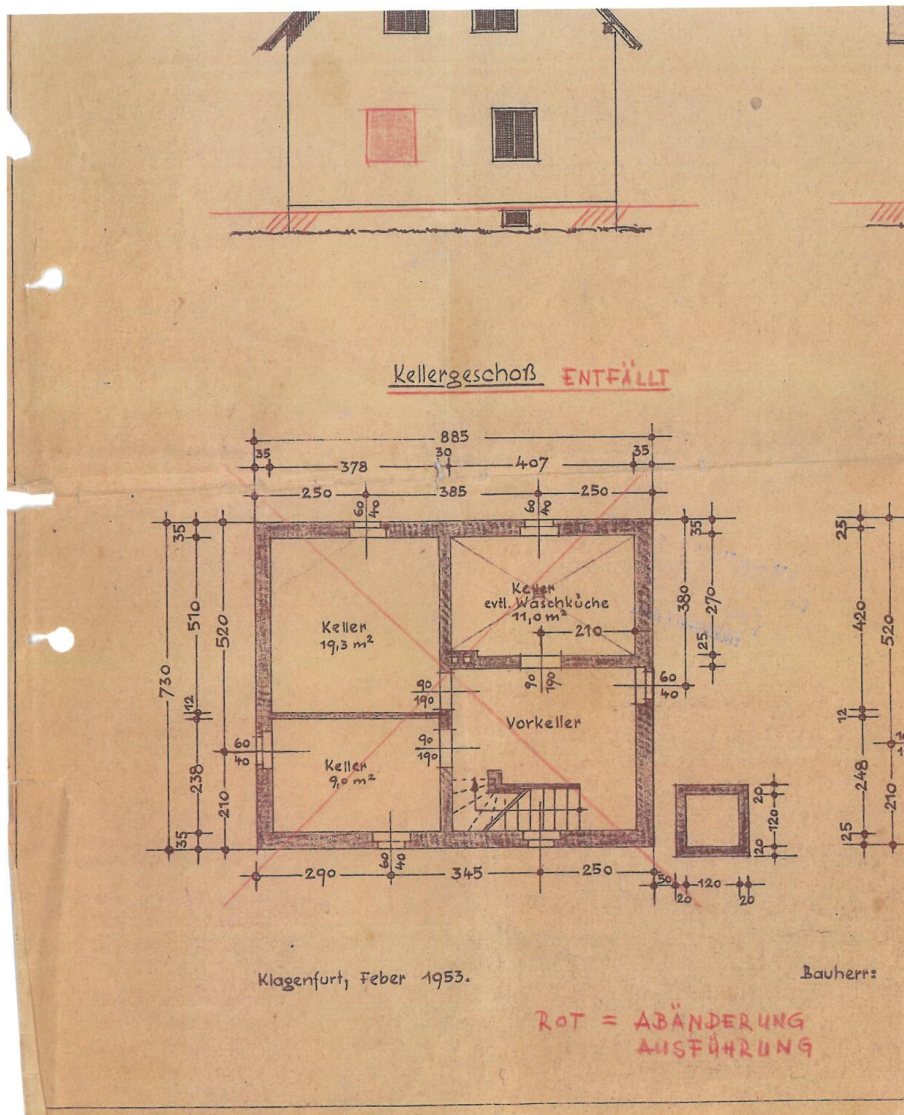 Kellergeschoß ENTFÄLLT
885
35 378 30 407 35
250 385 250
60 40 60 40
35 510 12 238 35
730
520 210
60 40
Keller
19,3 m²
Keller
evtl. Waschküche
11,0 m²
210
90 190
90
190
90
190
Vorkeller
Keller
9,0 m²
60
40
35 270 25
380
60
40
290 345 250
50 20 120 20
20 120 20
25 420 12 248 25
520 210
Klagenfurt, Feber 1953.
Bauherr:
ROT = ABÄNDERUNG
AUSFÜHRUNG